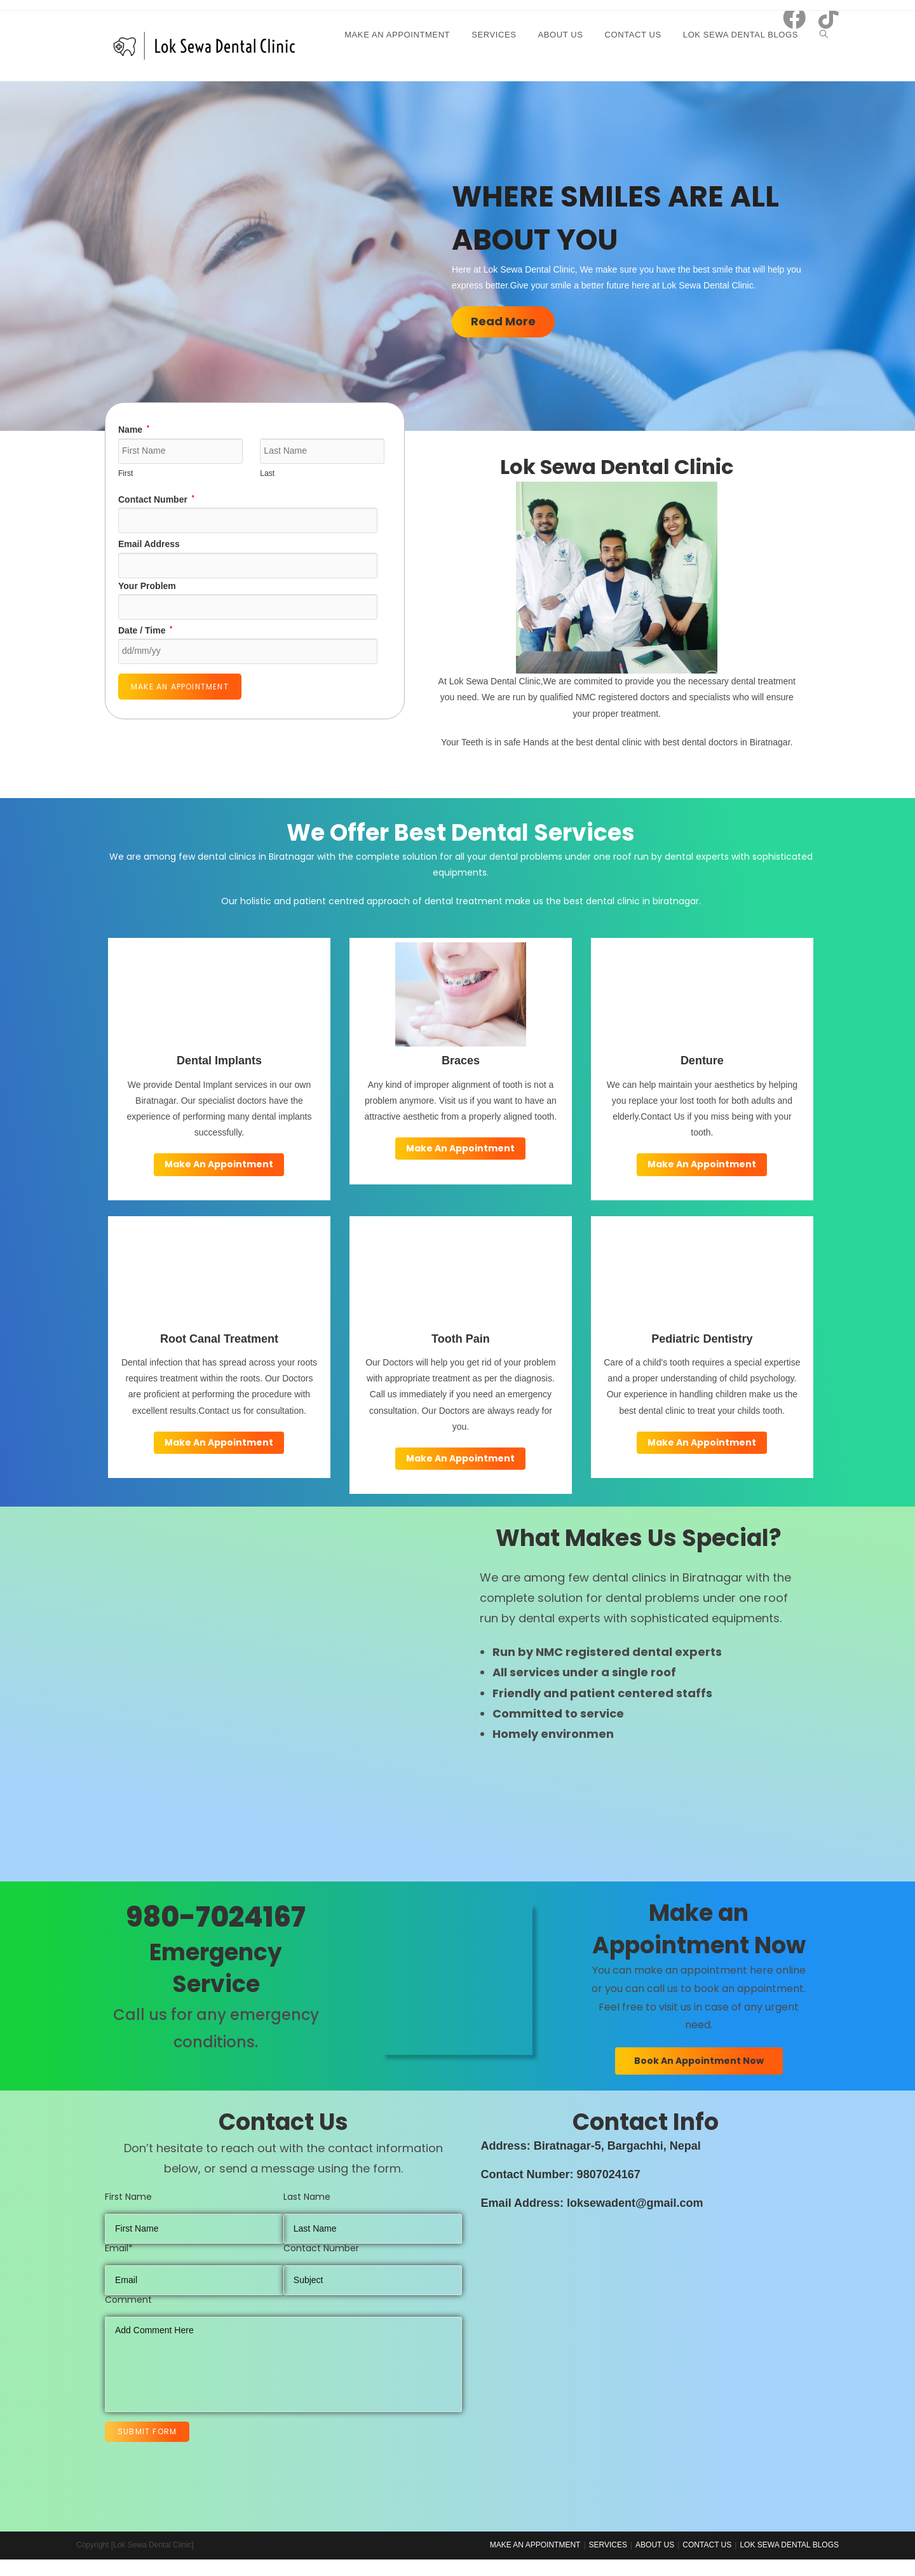 Lok Sewa Dental Clinic
MAKE AN APPOINTMENT SERVICES ABOUT US CONTACT US LOK SEWA DENTAL BLOGS
WHERE SMILES ARE ALL
ABOUT YOU
Here at Lok Sewa Dental Clinic, We make sure you have the best smile that will help you
express better.Give your smile a better future here at Lok Sewa Dental Clinic.
Read More
Name *
First Name Last Name
First Last
Contact Number *
Email Address
Your Problem
Date / Time *
dd/mm/yy
MAKE AN APPOINTMENT
Lok Sewa Dental Clinic
At Lok Sewa Dental Clinic,We are commited to provide you the necessary dental treatment
you need. We are run by qualified NMC registered doctors and specialists who will ensure
your proper treatment.
Your Teeth is in safe Hands at the best dental clinic with best dental doctors in Biratnagar.
We Offer Best Dental Services
We are among few dental clinics in Biratnagar with the complete solution for all your dental problems under one roof run by dental experts with sophisticated
equipments.
Our holistic and patient centred approach of dental treatment make us the best dental clinic in biratnagar.
Dental Implants
We provide Dental Implant services in our own
Biratnagar. Our specialist doctors have the
experience of performing many dental implants
successfully.
Make An Appointment
Braces
Any kind of improper alignment of tooth is not a
problem anymore. Visit us if you want to have an
attractive aesthetic from a properly aligned tooth.
Make An Appointment
Denture
We can help maintain your aesthetics by helping
you replace your lost tooth for both adults and
elderly.Contact Us if you miss being with your
tooth.
Make An Appointment
Root Canal Treatment
Dental infection that has spread across your roots
requires treatment within the roots. Our Doctors
are proficient at performing the procedure with
excellent results.Contact us for consultation.
Make An Appointment
Tooth Pain
Our Doctors will help you get rid of your problem
with appropriate treatment as per the diagnosis.
Call us immediately if you need an emergency
consultation. Our Doctors are always ready for
you.
Make An Appointment
Pediatric Dentistry
Care of a child's tooth requires a special expertise
and a proper understanding of child psychology.
Our experience in handling children make us the
best dental clinic to treat your childs tooth.
Make An Appointment
What Makes Us Special?
We are among few dental clinics in Biratnagar with the
complete solution for dental problems under one roof
run by dental experts with sophisticated equipments.
• Run by NMC registered dental experts
• All services under a single roof
• Friendly and patient centered staffs
• Committed to service
• Homely environmen
980-7024167
Emergency
Service
Call us for any emergency
conditions.
Make an
Appointment Now
You can make an appointment here online
or you can call us to book an appointment.
Feel free to visit us in case of any urgent
need.
Book An Appointment Now
Contact Us
Don't hesitate to reach out with the contact information
below, or send a message using the form.
First Name Last Name
First Name Last Name
Email* Contact Number
Email Subject
Comment
Add Comment Here
SUBMIT FORM
Contact Info
Address: Biratnagar-5, Bargachhi, Nepal
Contact Number: 9807024167
Email Address: loksewadent@gmail.com
Copyright [Lok Sewa Dental Clinic]
MAKE AN APPOINTMENT | SERVICES | ABOUT US | CONTACT US | LOK SEWA DENTAL BLOGS